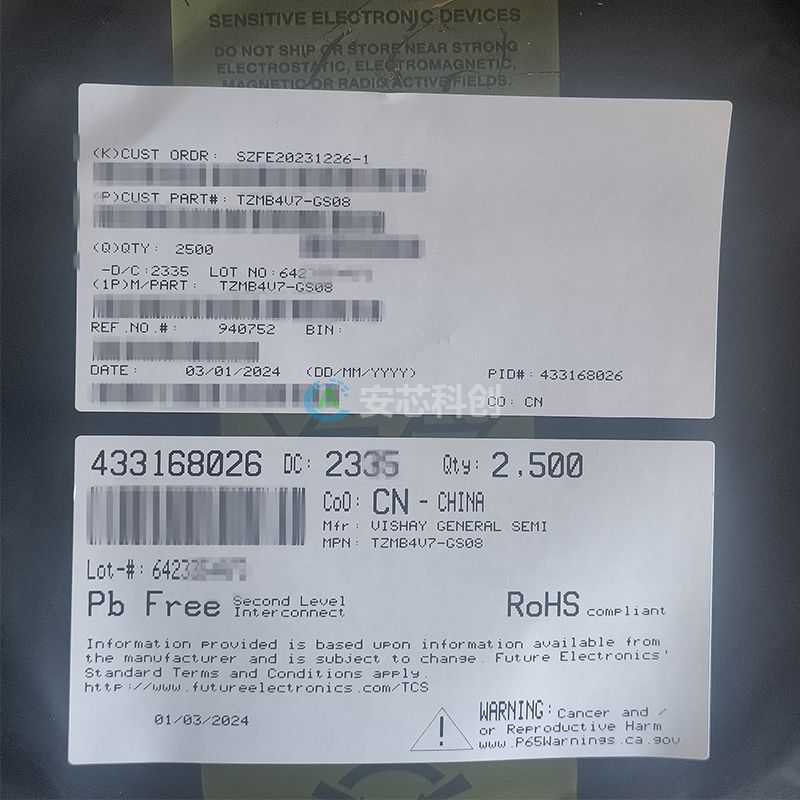 SENSITIVE ELECTRONIC DEVICES
DO NOT SHIP OR STORE NEAR STRONG
ELECTROSTATIC, ELECTROMAGNETIC,
MAGNETIC OR RADIOACTIVE FIELDS.
(K)CUST ORDR: SZFE20231226-1
(P)CUST PART#: TZMB4V7-GS08
(Q)QTY: 2500
-D/C:2335 LOT NO:642
(1P)M/PART: TZMB4V7-GS08
REF.NO.#: 940752 BIN:
DATE: 03/01/2024 (DD/MM/YYYY) PID#: 433168026
CO: CN
安芯科创
433168026 DC: 2335 Qty: 2,500
CoO: CN - CHINA
Mfr: VISHAY GENERAL SEMI
MPN: TZMB4V7-GS08
Lot-#: 6423
Pb Free Second Level Interconnect RoHS compliant
Information provided is based upon information available from
the manufacturer and is subject to change. Future Electronics'
Standard Terms and Conditions apply.
http://www.futureelectronics.com/TCS
01/03/2024
WARNING: Cancer and /
or Reproductive Harm
www.P65Warnings.ca.gov